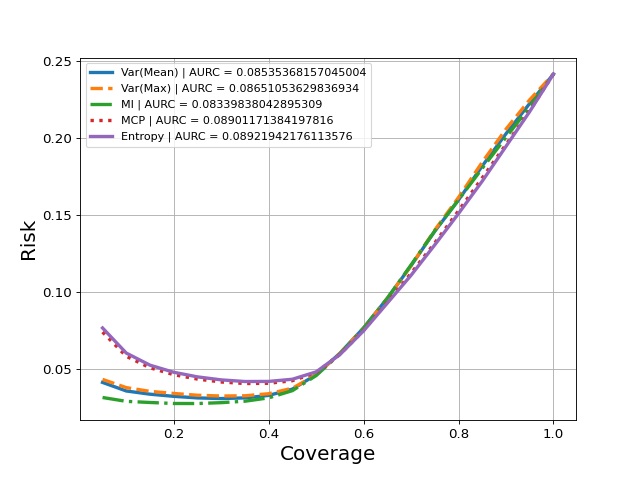 0.25
0.20
0.15
0.10
0.05
Risk
Var(Mean) | AURC = 0.08535368157045004
Var(Max) | AURC = 0.08651053629836934
MI | AURC = 0.08339838042895309
MCP | AURC = 0.08901171384197816
Entropy | AURC = 0.08921942176113576
0.2 0.4 0.6 0.8 1.0
Coverage